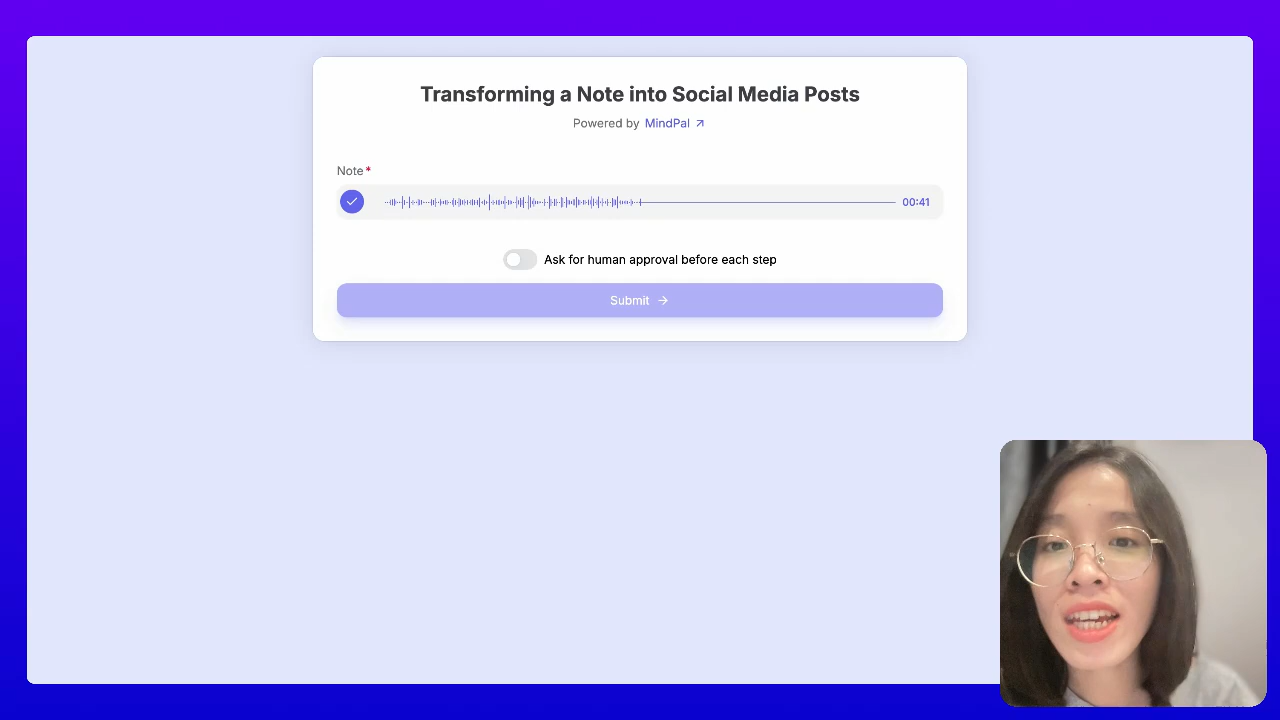 Transforming a Note into Social Media Posts
Powered by MindPal
Note*
00:41
Ask for human approval before each step
Submit